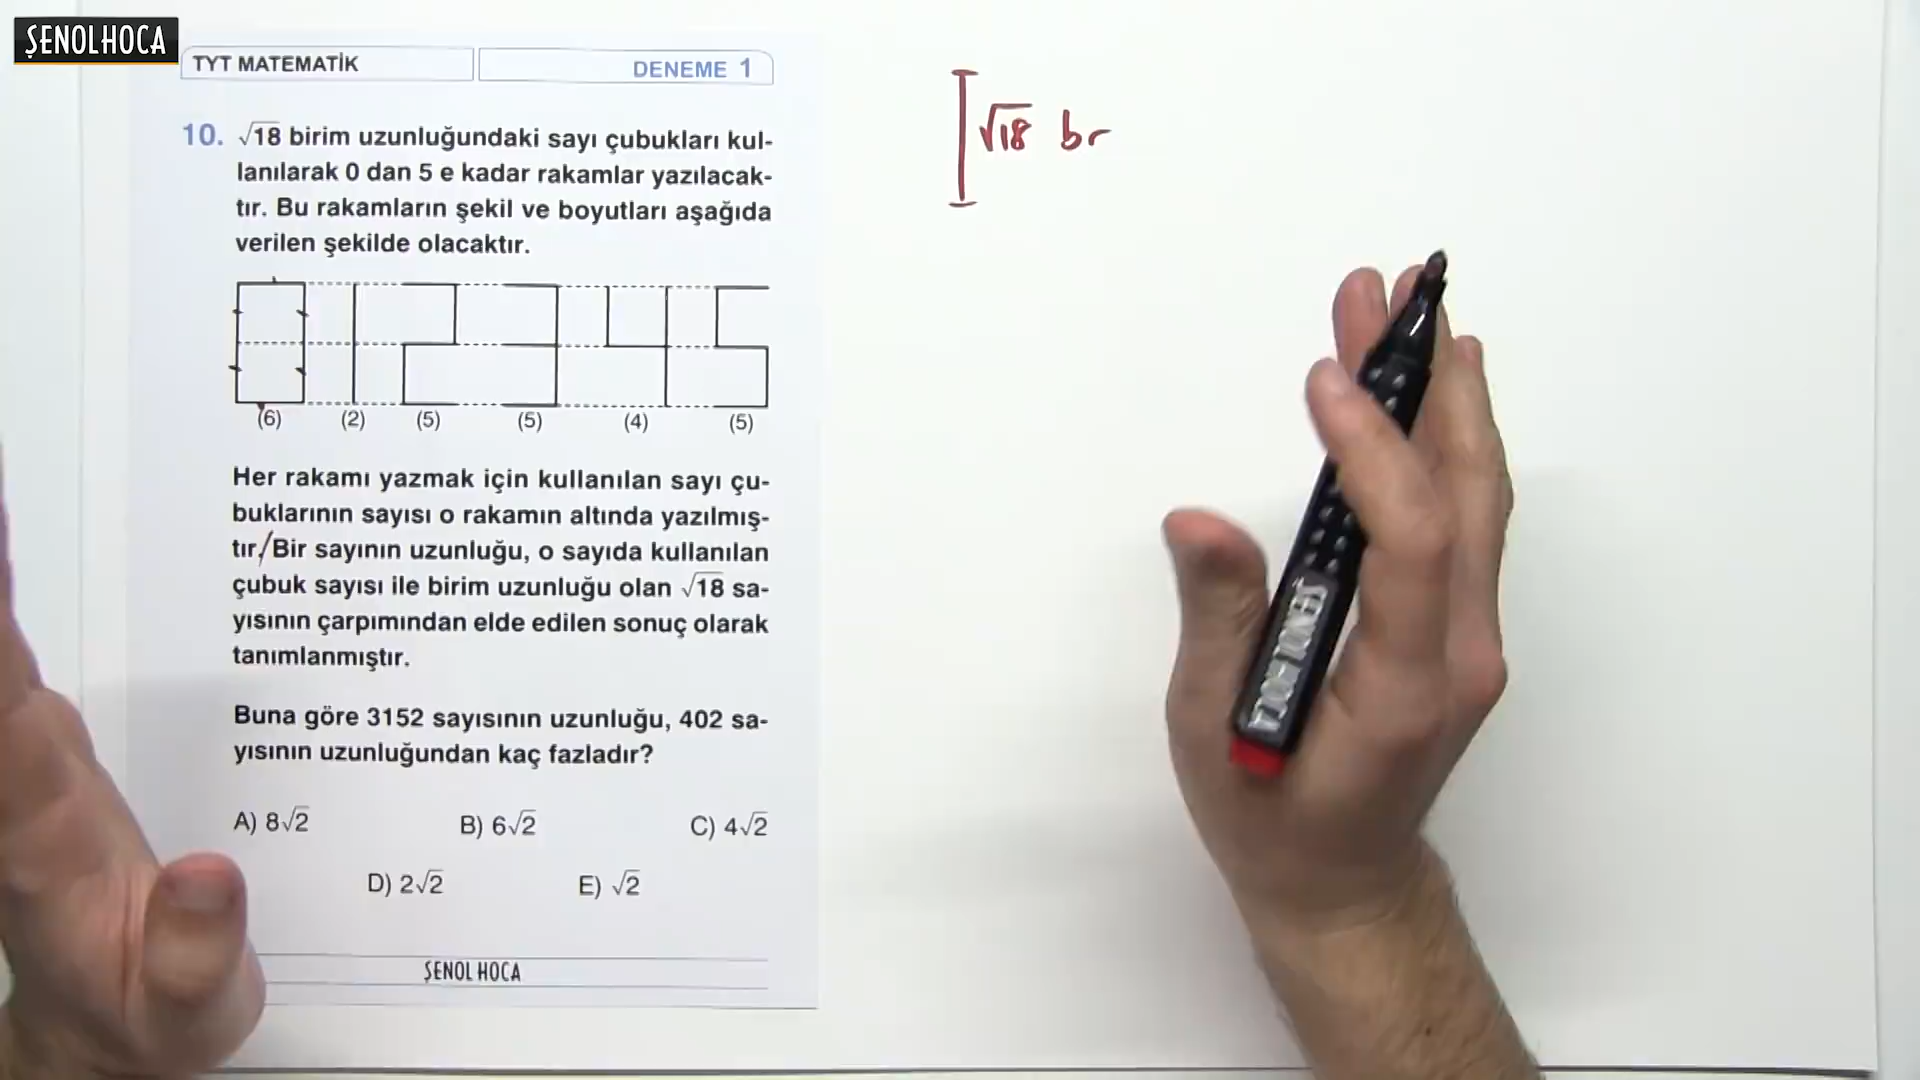 ŞENOLHOCA
TYT MATEMATİK
DENEME 1
10. √18 birim uzunluğundaki sayı çubukları kul-
lanılarak 0 dan 5 e kadar rakamlar yazılacak-
tır. Bu rakamların şekil ve boyutları aşağıda
verilen şekilde olacaktır.
(6) (2) (5) (5) (4) (5)
Her rakamı yazmak için kullanılan sayı çu-
buklarının sayısı o rakamın altında yazılmış-
tır. Bir sayının uzunluğu, o sayıda kullanılan
çubuk sayısı ile birim uzunluğu olan √18 sa-
yısının çarpımından elde edilen sonuç olarak
tanımlanmıştır.
Buna göre 3152 sayısının uzunluğu, 402 sa-
yısının uzunluğundan kaç fazladır?
A) 8√2 B) 6√2 C) 4√2
D) 2√2 E) √2
ŞENOL HOCA
√18 br
ŞENOL HOCA